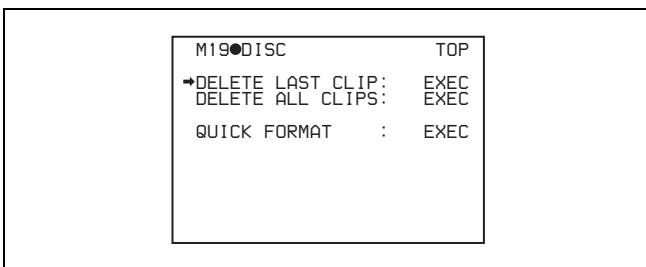 M19●DISC TOP
➡DELETE LAST CLIP: EXEC
DELETE ALL CLIPS: EXEC
QUICK FORMAT : EXEC